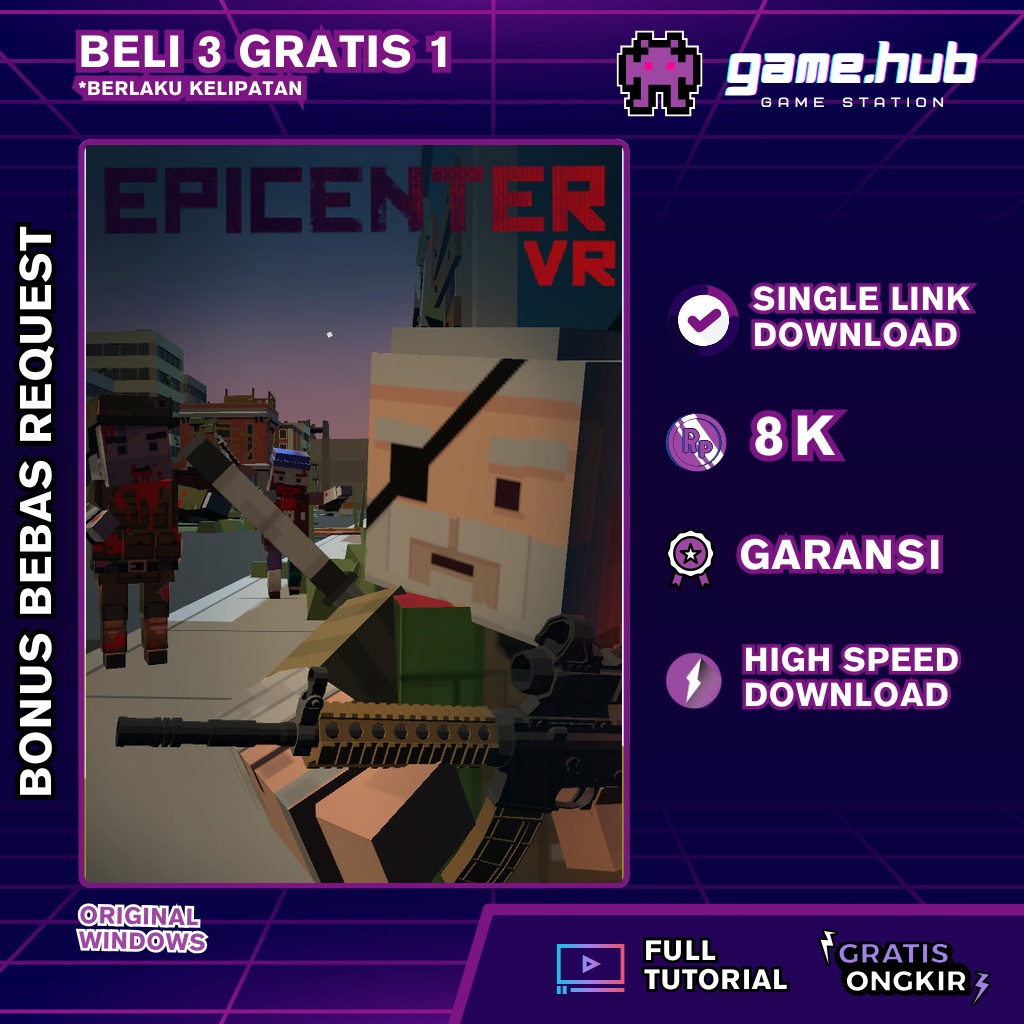 BELI 3 GRATIS 1
*BERLAKU KELIPATAN
game.hub
GAME STATION
EPICENTER
VR
BONUS BEBAS REQUEST
SINGLE LINK
DOWNLOAD
Rp
8K
GARANSI
HIGH SPEED
DOWNLOAD
ORIGINAL
WINDOWS
FULL
TUTORIAL
GRATIS
ONGKIR